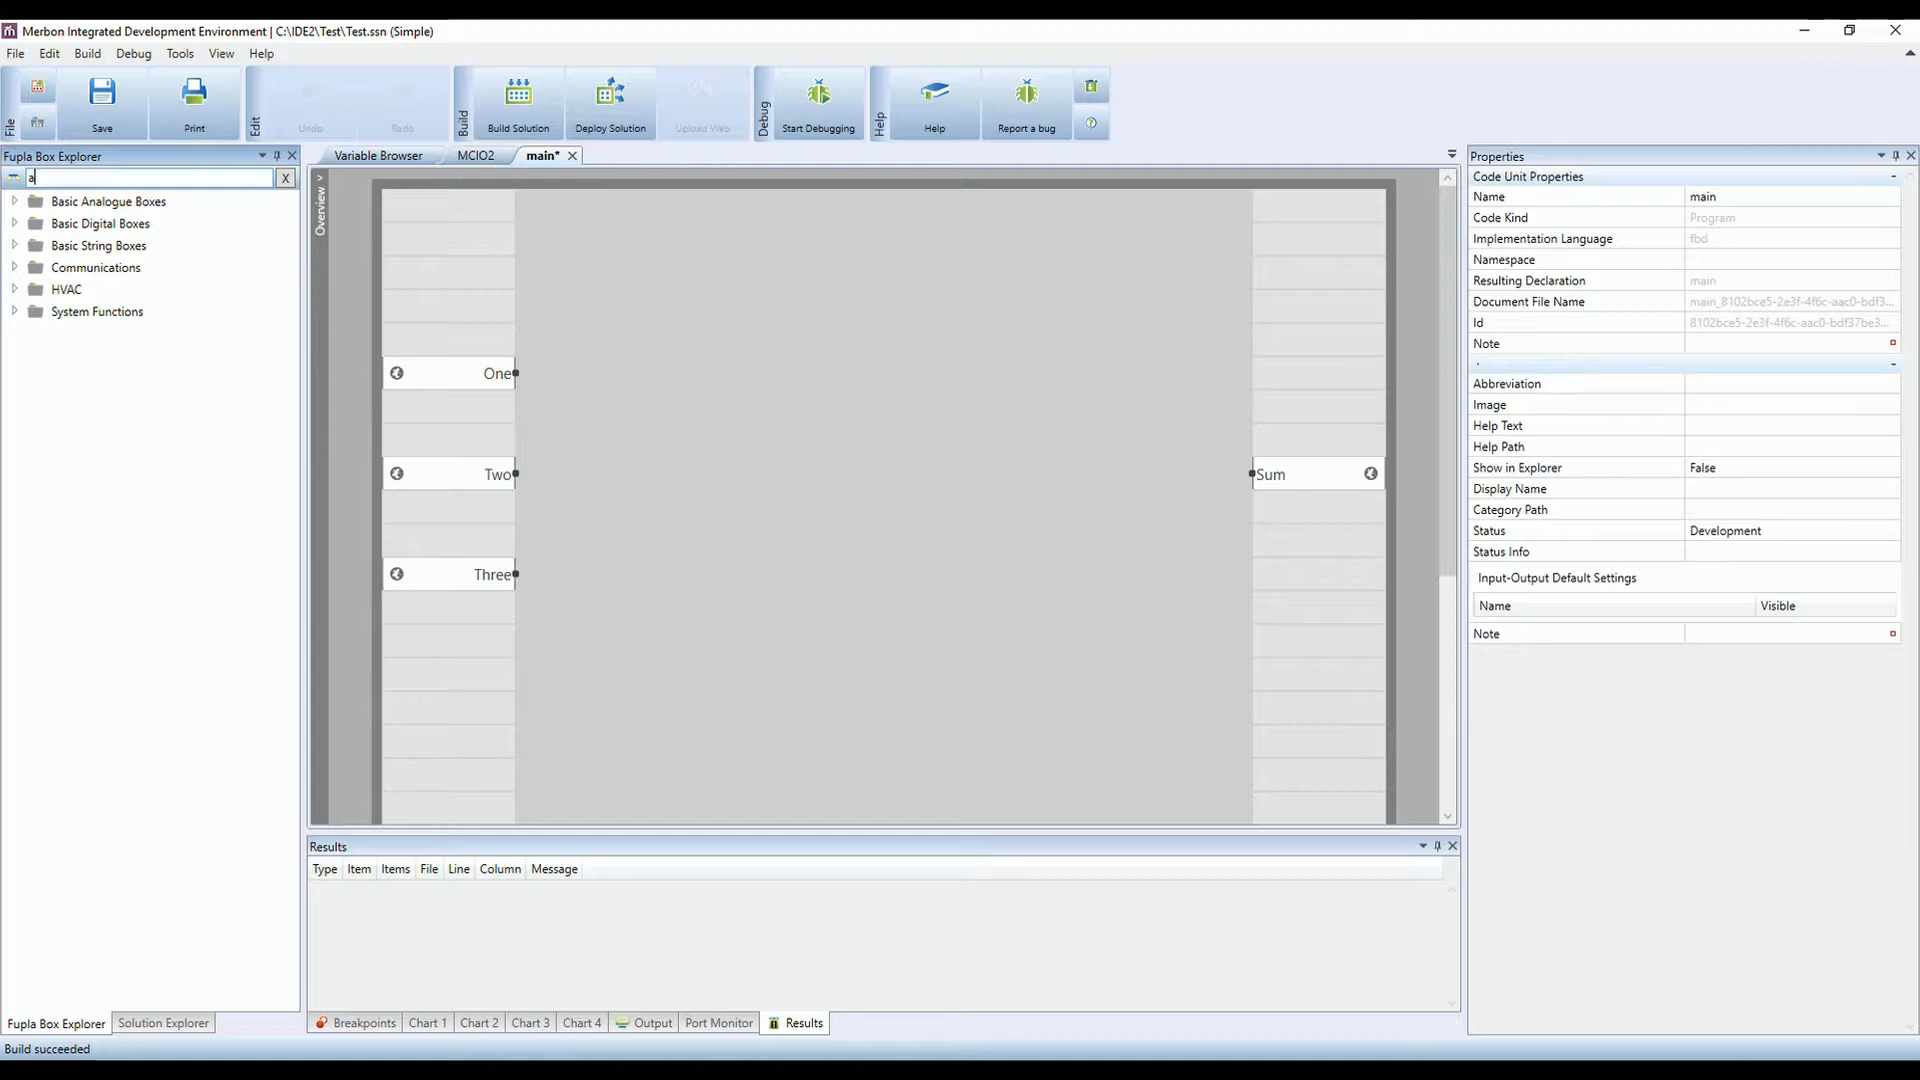 Merbon Integrated Development Environment | C:\IDE2\Test\Test.ssn (Simple)
File Edit Build Debug Tools View Help
File
Save
Print
Edit
Undo
Redo
Build
Build Solution
Deploy Solution
Upload Web
Debug
Start Debugging
Help
Help
Report a bug
Fupla Box Explorer
a
X
Basic Analogue Boxes
Basic Digital Boxes
Basic String Boxes
Communications
HVAC
System Functions
Fupla Box Explorer Solution Explorer
Variable Browser MCIO2 main*
Overview
One
Two
Three
Sum
Results
Type Item Items File Line Column Message
Breakpoints Chart 1 Chart 2 Chart 3 Chart 4 Output Port Monitor Results
Properties
Code Unit Properties
Name main
Code Kind Program
Implementation Language fbd
Namespace
Resulting Declaration main
Document File Name main_8102bce5-2e3f-4f6c-aac0-bdf3...
Id 8102bce5-2e3f-4f6c-aac0-bdf37be3...
Note
Abbreviation
Image
Help Text
Help Path
Show in Explorer False
Display Name
Category Path
Status Development
Status Info
Input-Output Default Settings
Name Visible
Note
Build succeeded